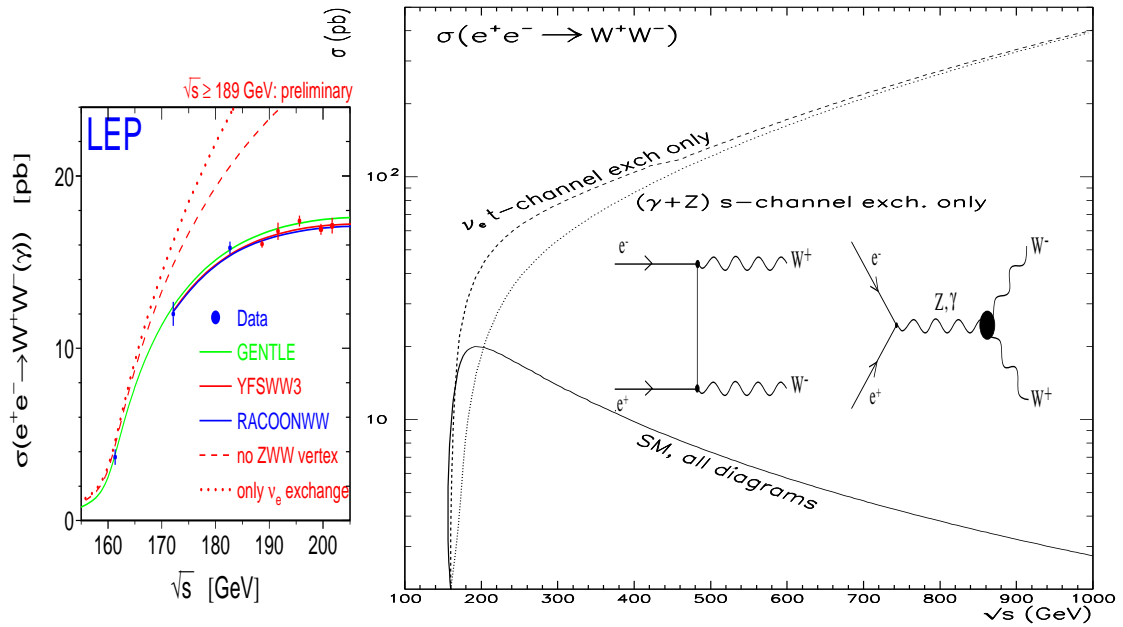 √s ≥ 189 GeV: preliminary
LEP
σ(e⁺e⁻→W⁺W⁻(γ)) [pb]
20
10
0
Data
GENTLE
YFSWW3
RACOONWW
no ZWW vertex
only νₑ exchange
160 170 180 190 200
√s [GeV]
σ (pb)
σ(e⁺e⁻ → W⁺W⁻)
10²
10
νₑ t−channel exch only
(γ+Z) s−channel exch. only
e⁻
W⁺
e⁺
W⁻
e⁻
Z,γ
W⁻
e⁺
W⁺
SM, all diagrams
100 200 300 400 500 600 700 800 900 1000
√s (GeV)